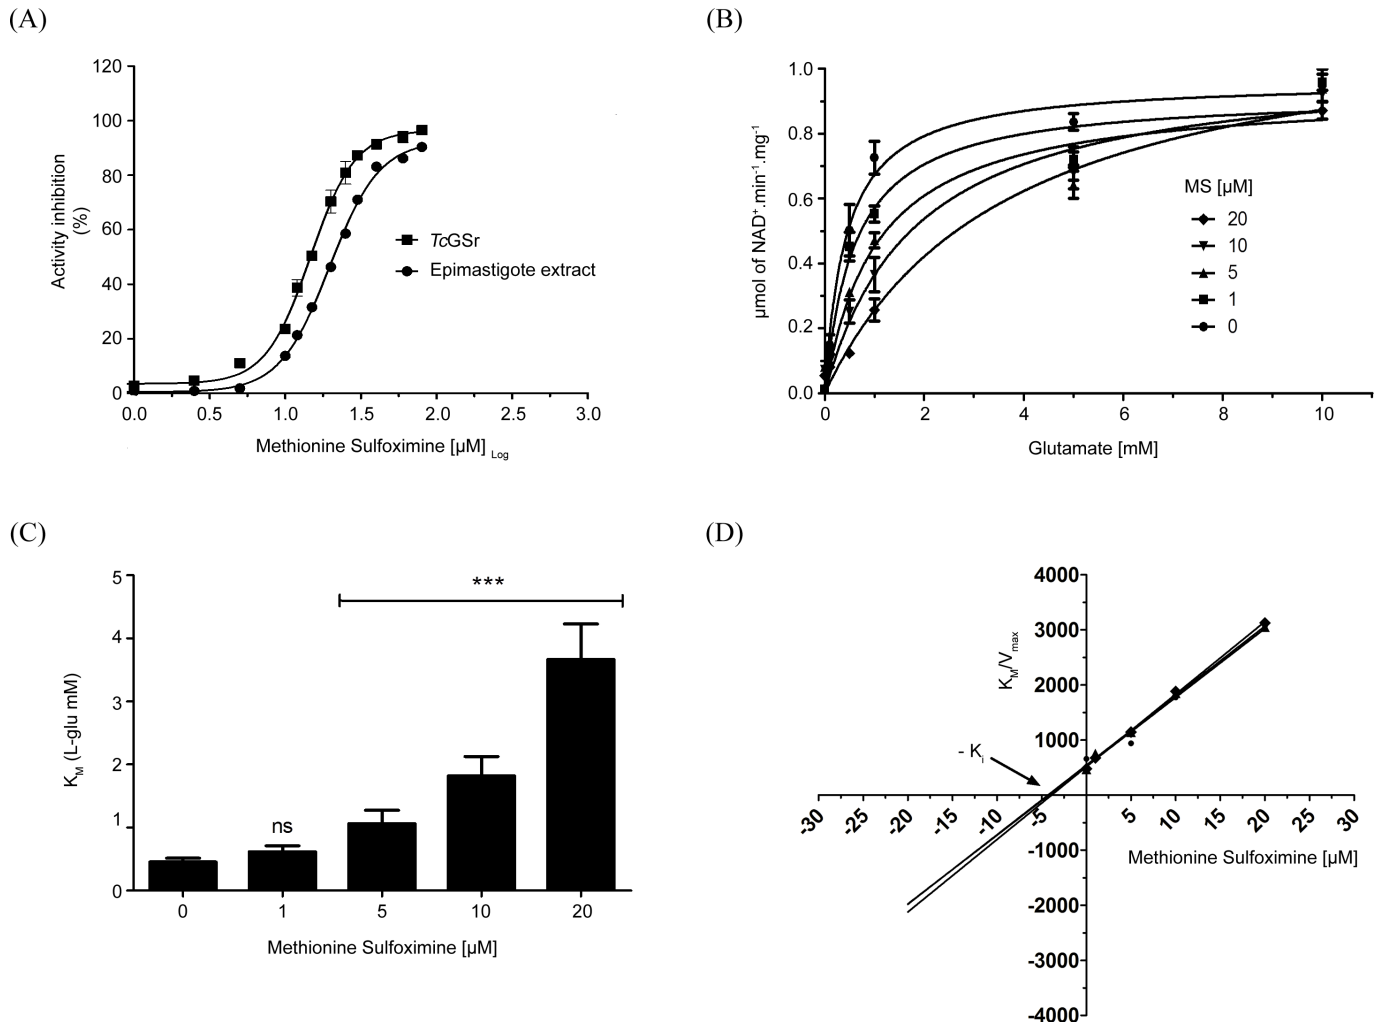 (A)
120
100
80
60
40
20
0
Activity inhibition
(%)
TcGSr
Epimastigote extract
0.0 0.5 1.0 1.5 2.0 2.5 3.0
Methionine Sulfoximine [µM] Log
(B)
1.0
0.8
0.6
0.4
0.2
0.0
µmol of NAD⁺.min⁻¹.mg⁻¹
MS [µM]
20
10
5
1
0
0 2 4 6 8 10
Glutamate [mM]
(C)
5
4
3
2
1
0
K_M (L-glu mM)
ns
***
0 1 5 10 20
Methionine Sulfoximine [µM]
(D)
4000
3000
2000
1000
-1000
-2000
-3000
-4000
K_M/V_max
- K_i
-30 -25 -20 -15 -10 -5 5 10 15 20 25 30
Methionine Sulfoximine [µM]